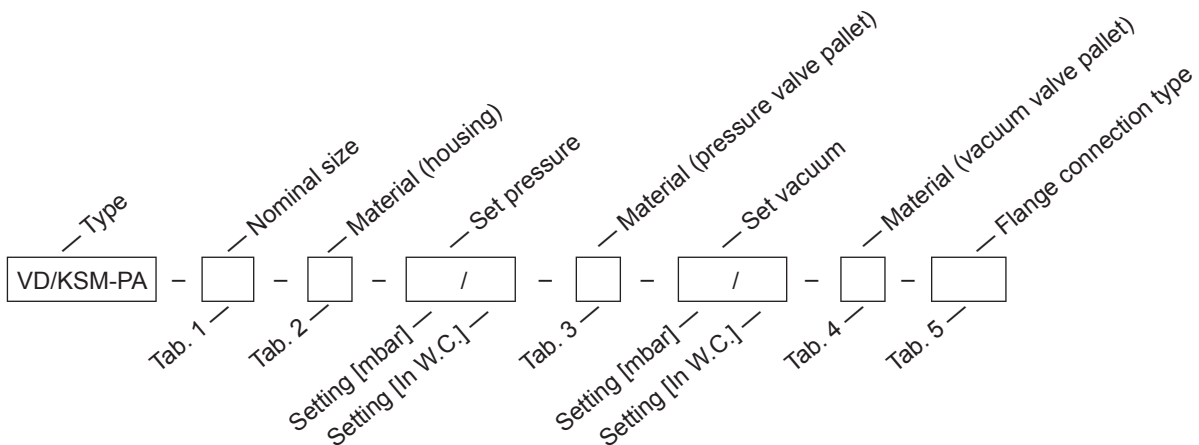 Type
Nominal size
Material (housing)
Set pressure
Material (pressure valve pallet)
Set vacuum
Material (vacuum valve pallet)
Flange connection type
VD/KSM-PA – – – / – – / – –
Tab. 1
Tab. 2
Setting [mbar]
Setting [In W.C.]
Tab. 3
Setting [mbar]
Setting [In W.C.]
Tab. 4
Tab. 5